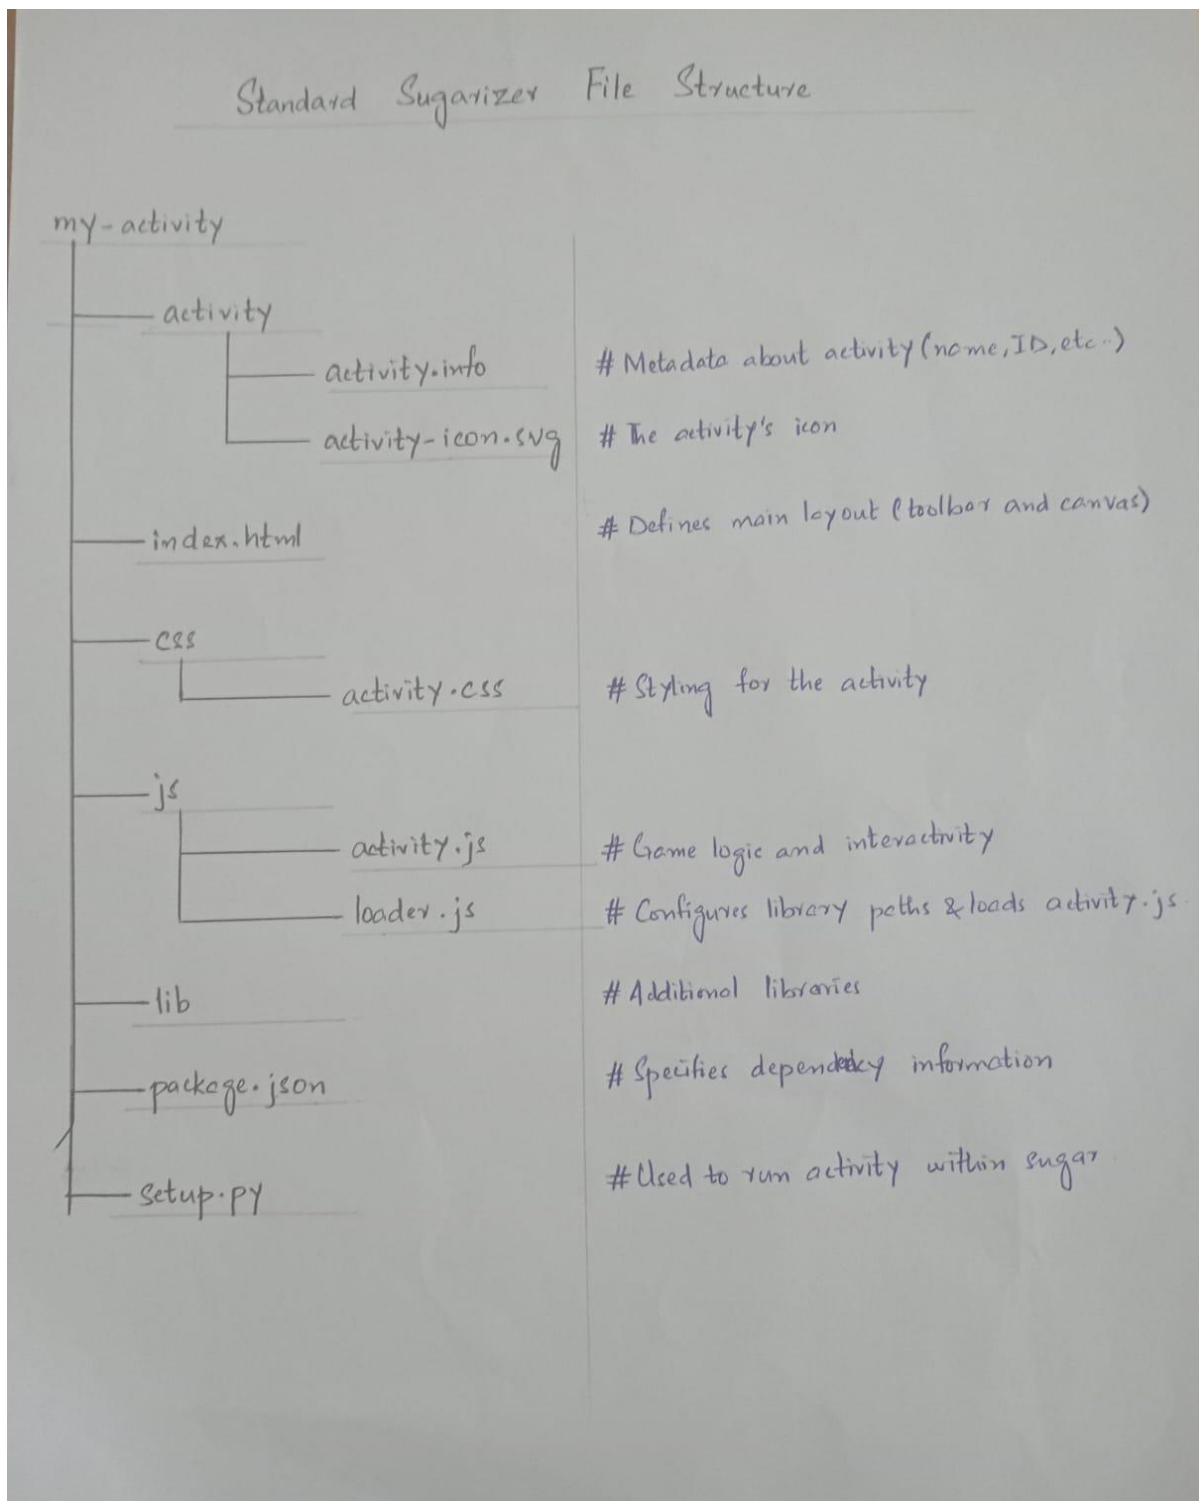 Standard Sugarizer File Structure
my-activity
activity
activity.info # Metadata about activity (name, ID, etc..)
activity-icon.svg # The activity's icon
index.html # Defines main layout (toolbar and canvas)
css
activity.css # Styling for the activity
js
activity.js # Game logic and interactivity
loader.js # Configures library paths & loads activity.js
lib # Additional libraries
package.json # Specifies dependency information
setup.py # Used to run activity within sugar